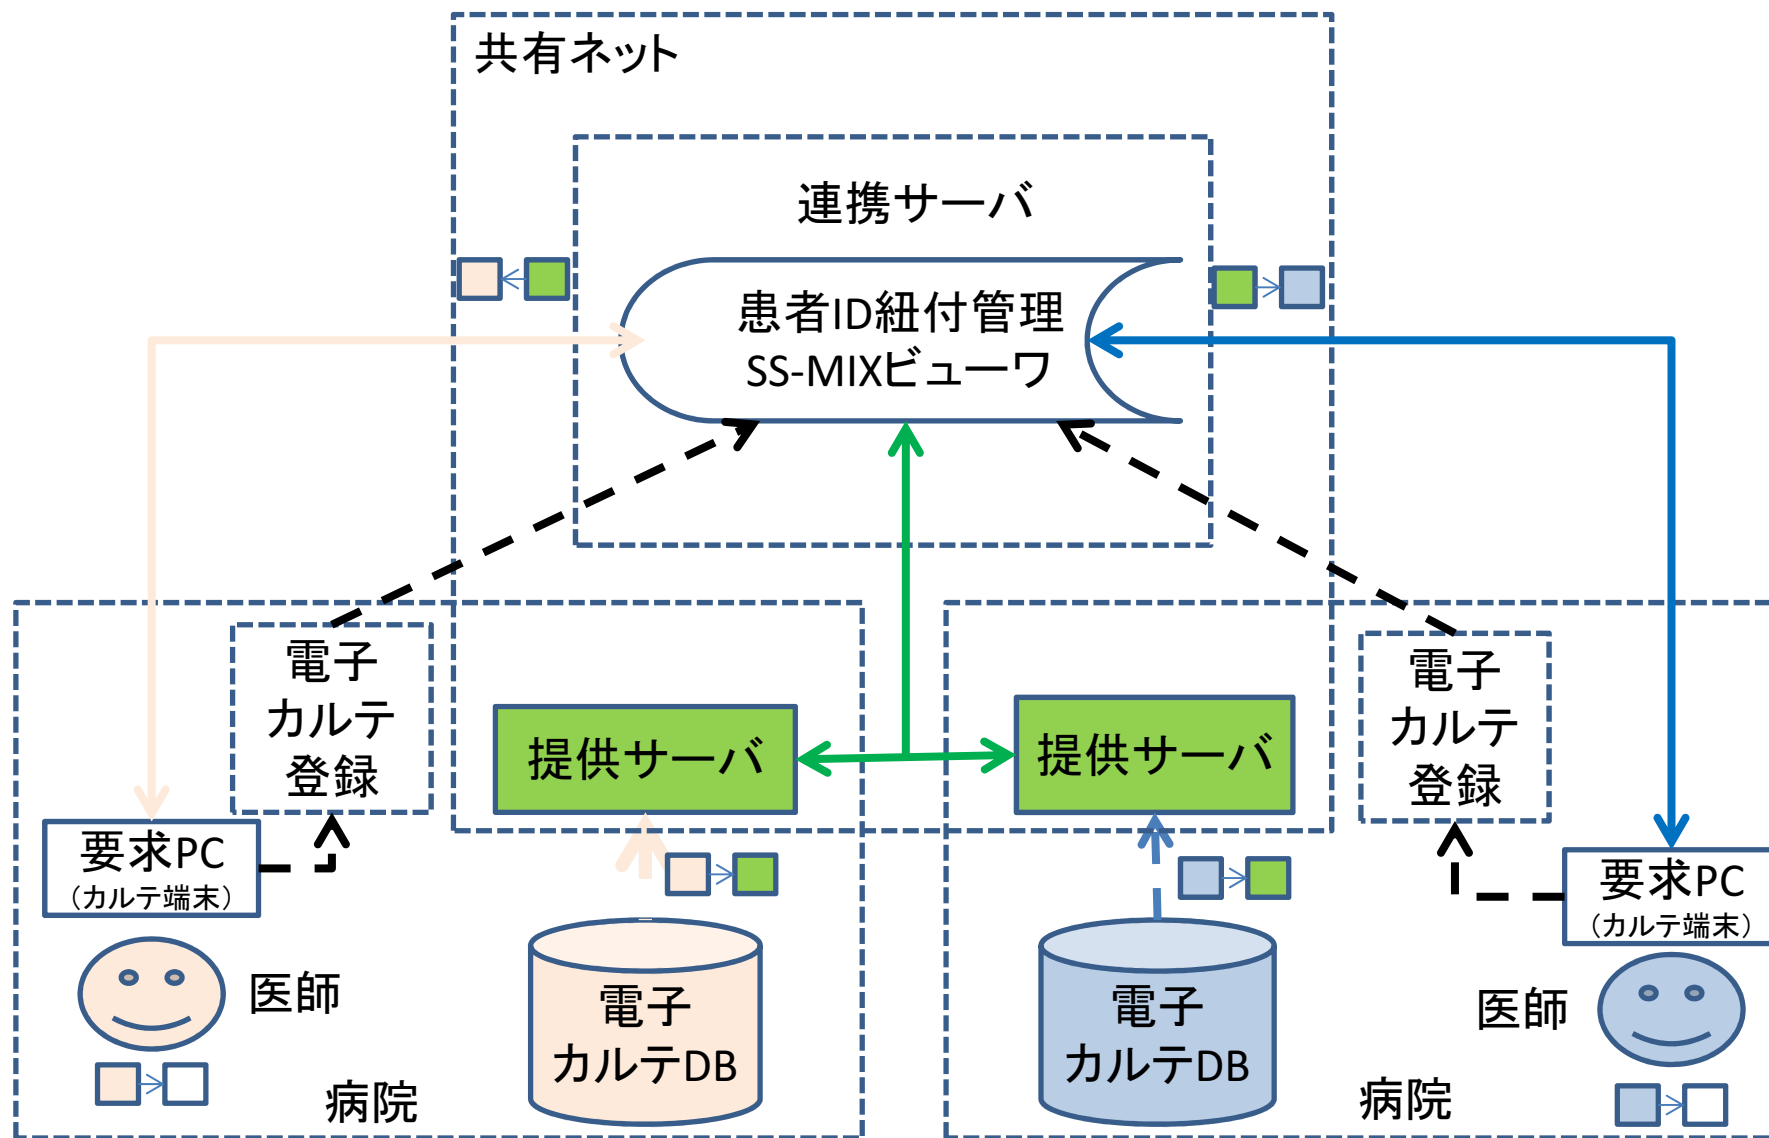 共有ネット
連携サーバ
患者ID紐付管理
SS-MIXビューワ
電子
カルテ
登録
提供サーバ
提供サーバ
電子
カルテ
登録
要求PC
（カルテ端末）
要求PC
（カルテ端末）
医師
電子
カルテDB
電子
カルテDB
医師
病院
病院